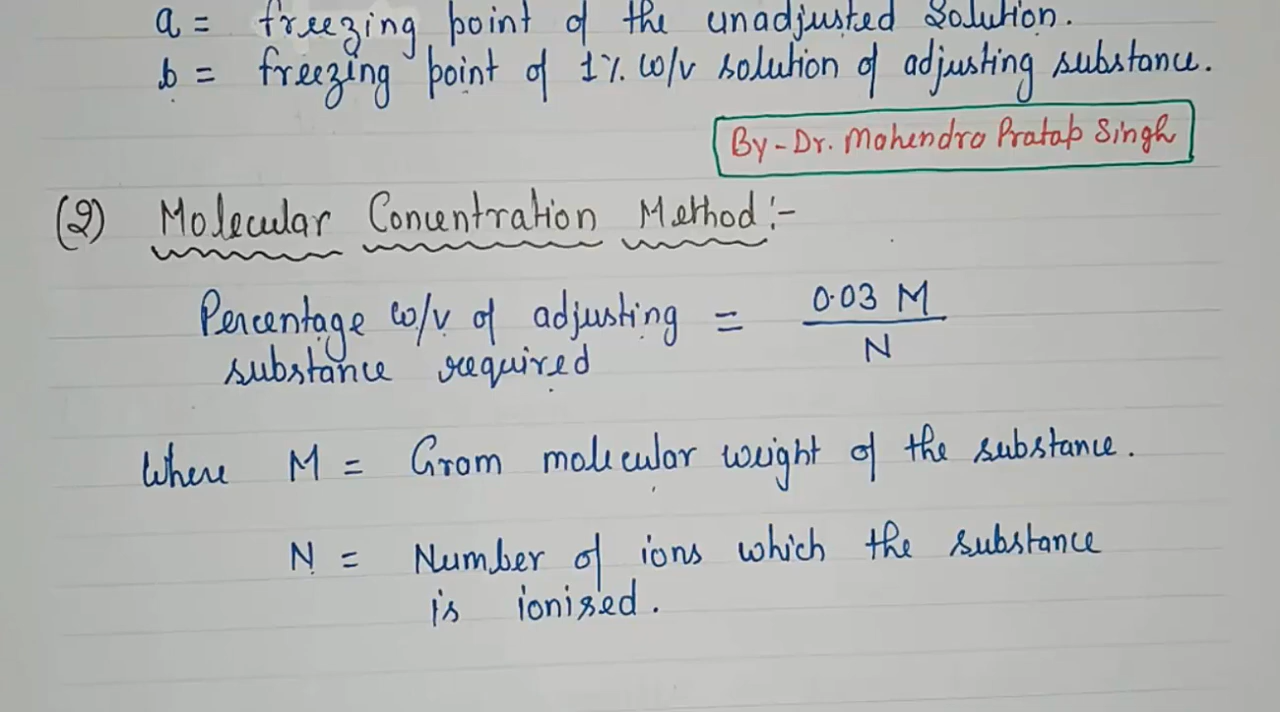 a = freezing point of the unadjusted solution.
b = freezing point of 1% w/v solution of adjusting substance.
By - Dr. Mahendra Pratap Singh
(2) Molecular Concentration Method :-
Percentage w/v of adjusting substance required = 0.03 M / N
Where M = Gram molecular weight of the substance.
N = Number of ions which the substance
is ionised.